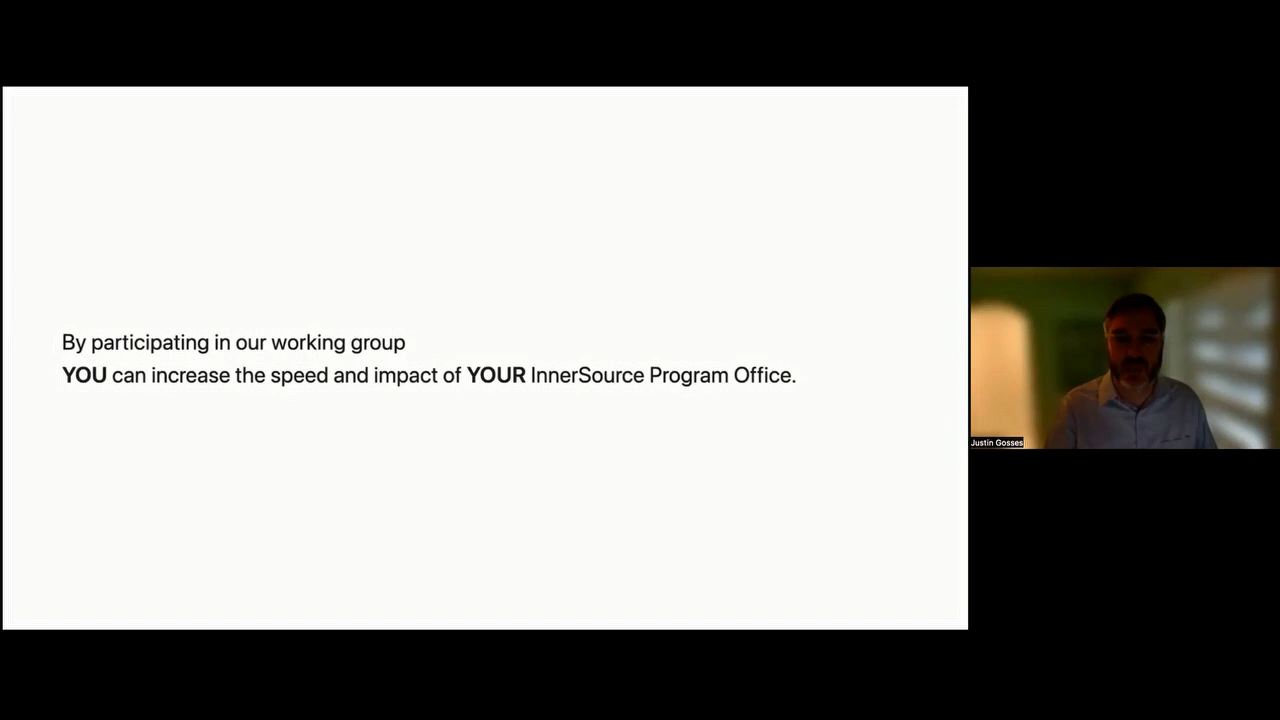 By participating in our working group
YOU can increase the speed and impact of YOUR InnerSource Program Office.
Justin Gosses